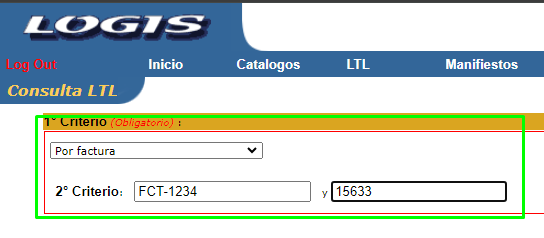 LOGIS
Log Out Inicio Catalogos LTL Manifiestos
Consulta LTL
1° Criterio (Obligatorio) :
Por factura
2° Criterio: FCT-1234 y 15633